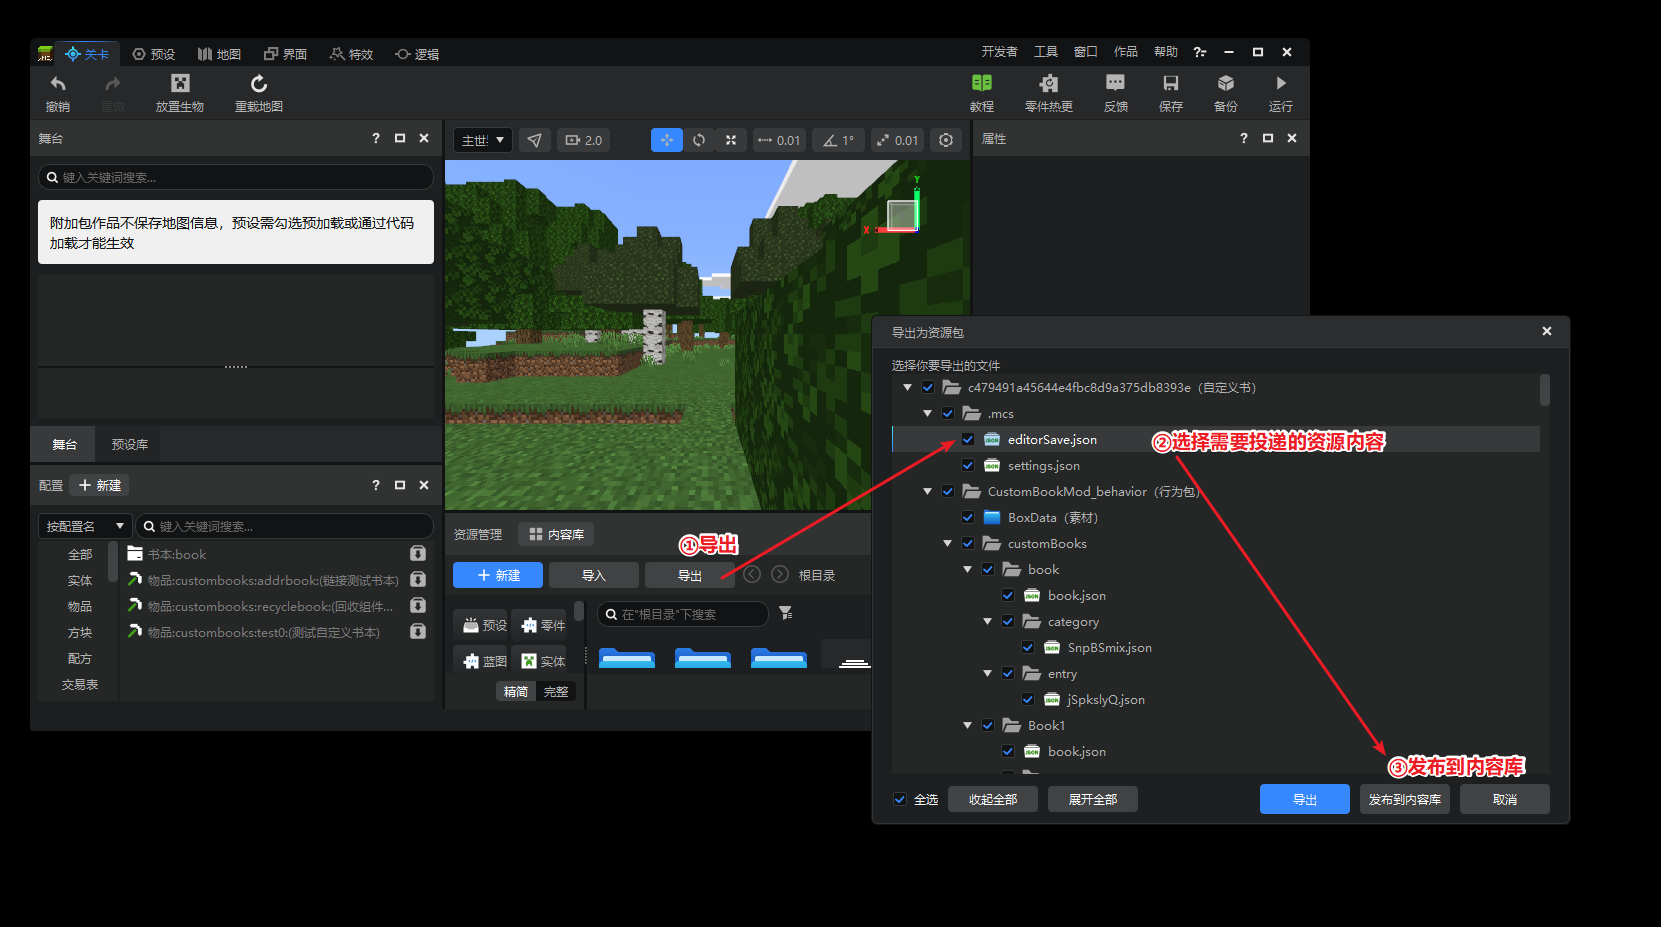 关卡 预设 地图 界面 特效 逻辑 开发者 工具 窗口 作品 帮助
撤销 重做 放置生物 重载地图 教程 零件热更 反馈 保存 备份 运行
舞台
键入关键词搜索...
附加包作品不保存地图信息，预设需勾选预加载或通过代码
加载才能生效
舞台 预设库
配置 新建
按配置名 键入关键词搜索...
全部 书本:book
实体 物品:custombooks:addrbook:(链接测试书本)
物品 物品:custombooks:recyclebook:(回收组件...
方块 物品:custombooks:test0:(测试自定义书本)
配方
交易表
2.0 0.01 1° 0.01
Y
X
属性
资源管理 内容库
①导出
新建 导入 导出 根目录
预设 零件 在"根目录"下搜索
蓝图 实体
精简 完整
导出为资源包
选择你要导出的文件
c479491a45644e4fbc8d9a375db8393e（自定义书）
.mcs
editorSave.json
②选择需要投递的资源内容
settings.json
CustomBookMod_behavior（行为包）
BoxData（素材）
customBooks
book
book.json
category
SnpBSmix.json
entry
jSpkslyQ.json
Book1
book.json
③发布到内容库
全选 收起全部 展开全部 导出 发布到内容库 取消